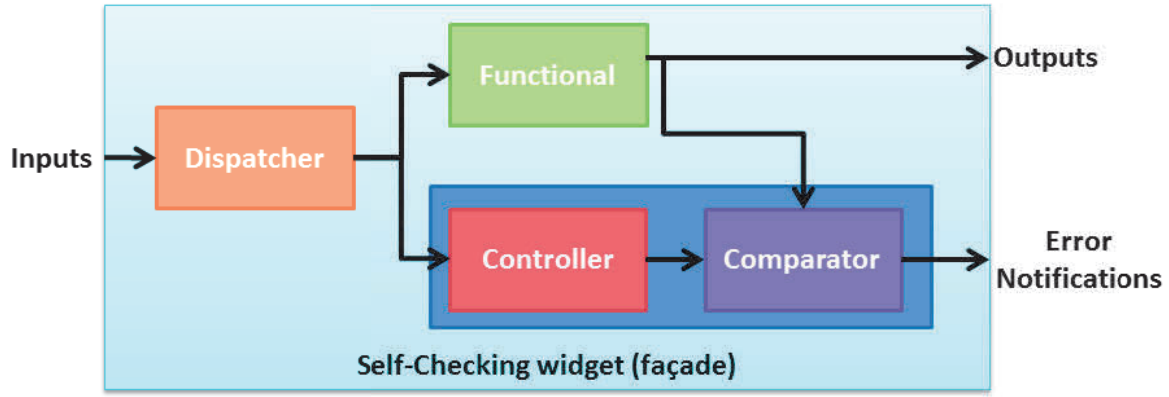 Functional
Outputs
Inputs
Dispatcher
Controller
Comparator
Error
Notifications
Self-Checking widget (façade)